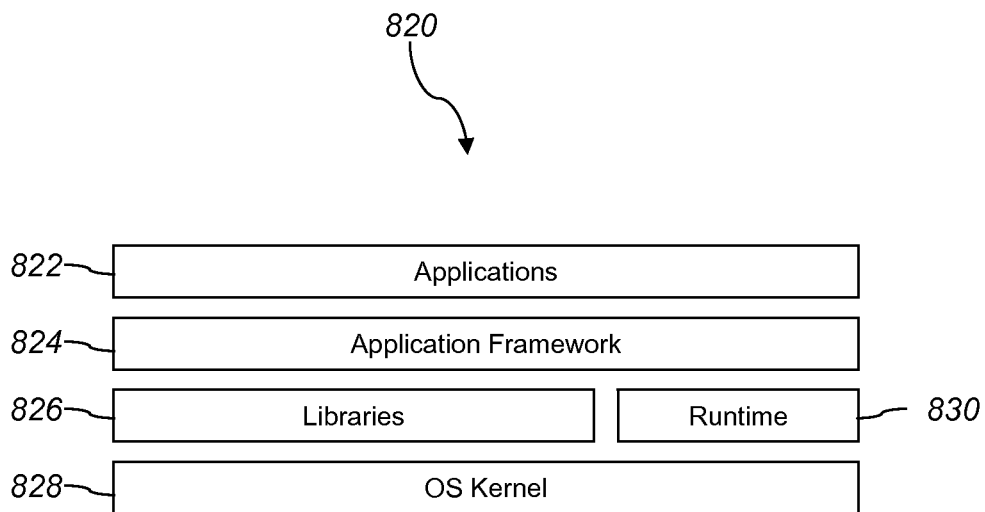 820
822 Applications
824 Application Framework
826 Libraries Runtime 830
828 OS Kernel